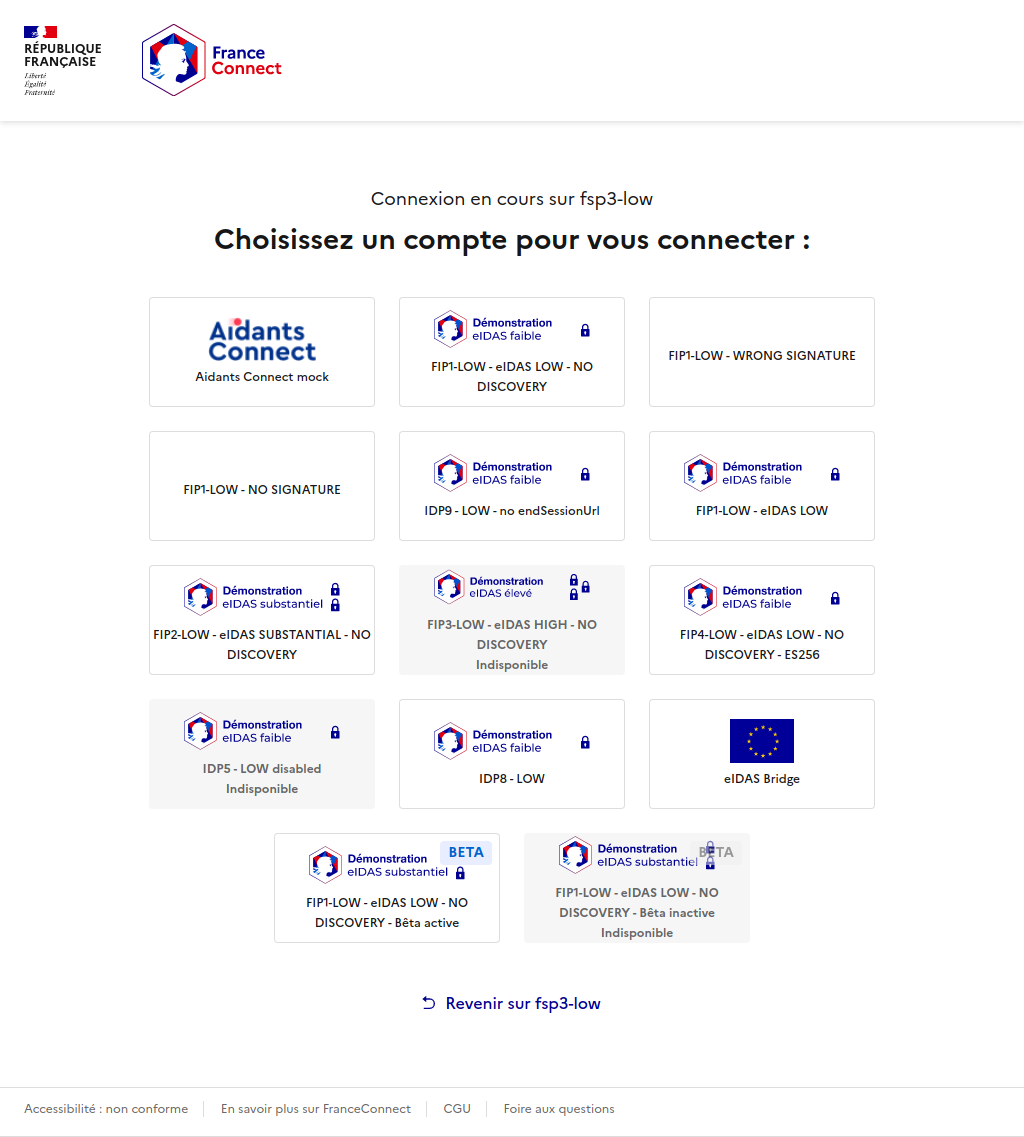 RÉPUBLIQUE
FRANÇAISE
Liberté
Égalité
Fraternité
France
Connect
Connexion en cours sur fsp3-low
Choisissez un compte pour vous connecter :
Aidants
Connect
Aidants Connect mock
Démonstration
eIDAS faible
FIP1-LOW - eIDAS LOW - NO
DISCOVERY
FIP1-LOW - WRONG SIGNATURE
FIP1-LOW - NO SIGNATURE
Démonstration
eIDAS faible
IDP9 - LOW - no endSessionUrl
Démonstration
eIDAS faible
FIP1-LOW - eIDAS LOW
Démonstration
eIDAS substantiel
FIP2-LOW - eIDAS SUBSTANTIAL - NO
DISCOVERY
Démonstration
eIDAS élevé
FIP3-LOW - eIDAS HIGH - NO
DISCOVERY
Indisponible
Démonstration
eIDAS faible
FIP4-LOW - eIDAS LOW - NO
DISCOVERY - ES256
Démonstration
eIDAS faible
IDP5 - LOW disabled
Indisponible
Démonstration
eIDAS faible
IDP8 - LOW
eIDAS Bridge
BETA
Démonstration
eIDAS substantiel
FIP1-LOW - eIDAS LOW - NO
DISCOVERY - Bêta active
BETA
Démonstration
eIDAS substantiel
FIP1-LOW - eIDAS LOW - NO
DISCOVERY - Bêta inactive
Indisponible
Revenir sur fsp3-low
Accessibilité : non conforme
En savoir plus sur FranceConnect
CGU
Foire aux questions